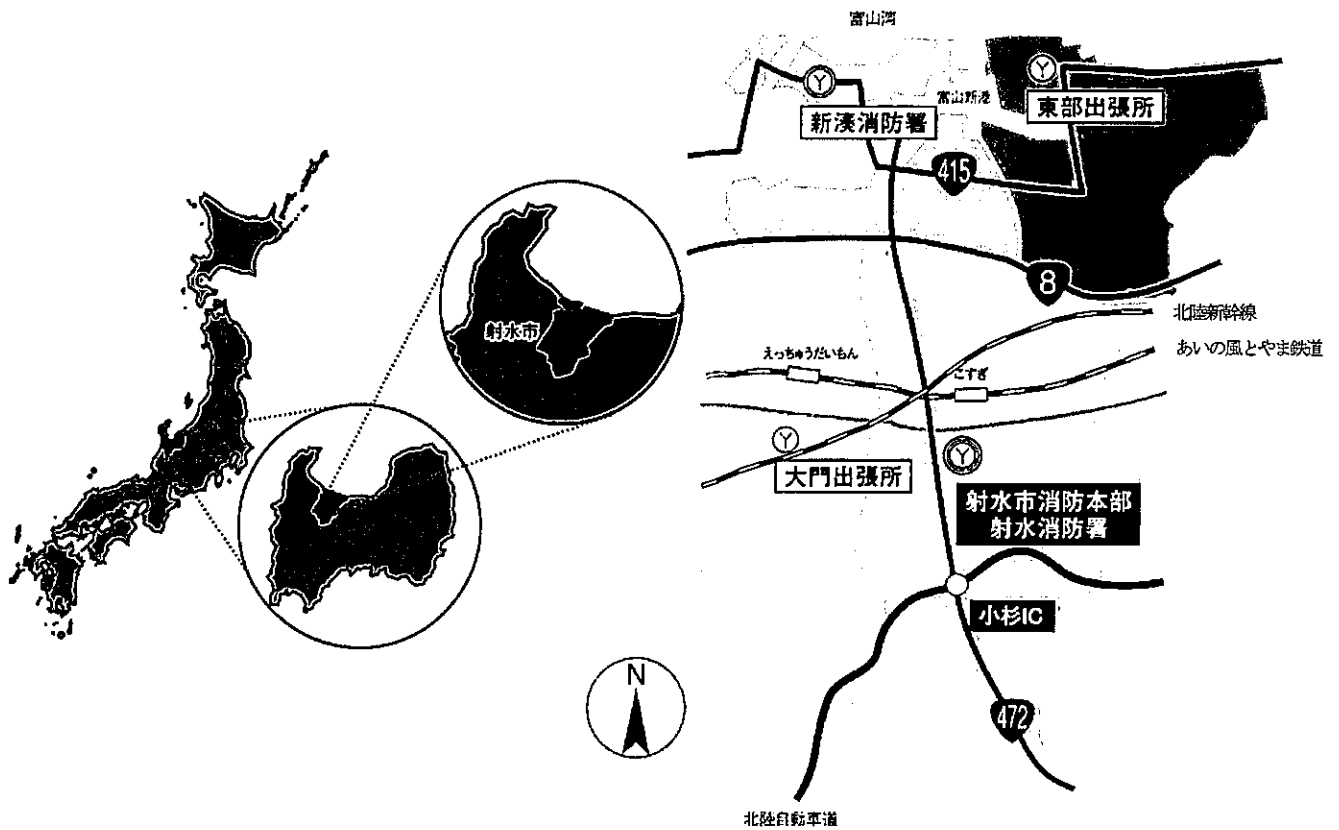 富山湾
富山新港
東部出張所
新湊消防署
415
8
射水市
北陸新幹線
あいの風とやま鉄道
えっちゅうだいもん
こすぎ
大門出張所
射水市消防本部
射水消防署
小杉IC
N
472
北陸自動車道